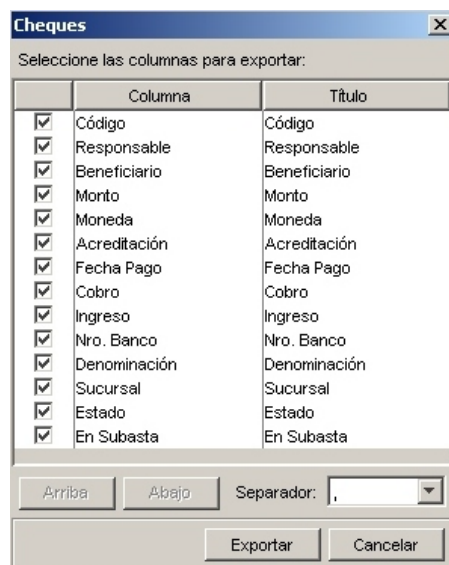 Cheques
Seleccione las columnas para exportar:
Columna Título
Código Código
Responsable Responsable
Beneficiario Beneficiario
Monto Monto
Moneda Moneda
Acreditación Acreditación
Fecha Pago Fecha Pago
Cobro Cobro
Ingreso Ingreso
Nro. Banco Nro. Banco
Denominación Denominación
Sucursal Sucursal
Estado Estado
En Subasta En Subasta
Arriba Abajo Separador: ,
Exportar Cancelar